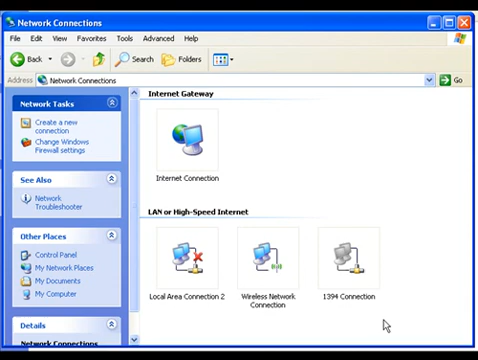 Network Connections
File Edit View Favorites Tools Advanced Help
Back Search Folders
Address Network Connections Go
Network Tasks
Create a new
connection
Change Windows
Firewall settings
See Also
Network
Troubleshooter
Other Places
Control Panel
My Network Places
My Documents
My Computer
Details
Network Connections
Internet Gateway
Internet Connection
LAN or High-Speed Internet
Local Area Connection 2
Wireless Network
Connection
1394 Connection